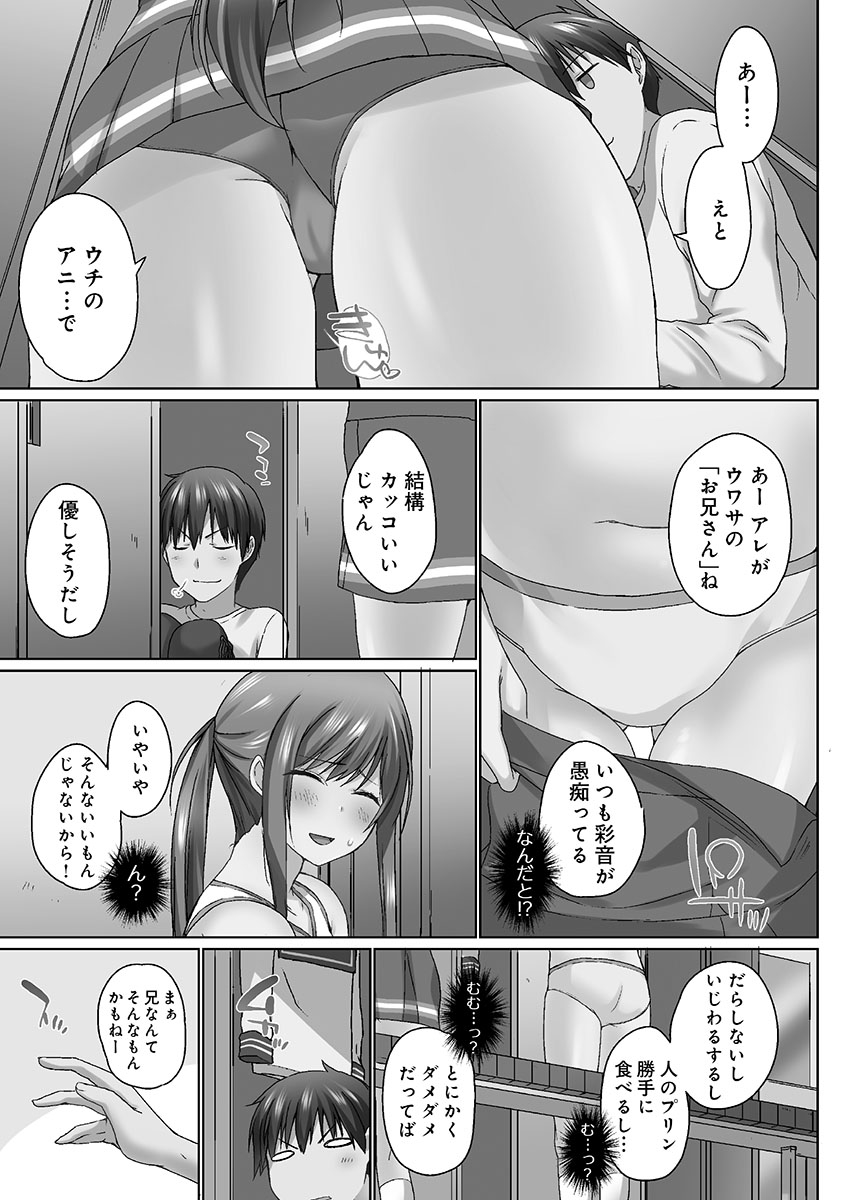 あー…
えと
ウチの
アニ…で
きゅん
あー アレが
ウワサの
「お兄さん」ね
いつも彩音が
愚痴ってる
なんだと!?
パサッ
結構
カッコいい
じゃん
優しそうだし
いやいや
そんないいもん
じゃないから！
ん？
だらしないし
いじわるするし
人のプリン
勝手に
食べるし…
む…っ？
むむ…っ？
とにかく
ダメダメ
だってば
まぁ
兄なんて
そんなもん
かもねー